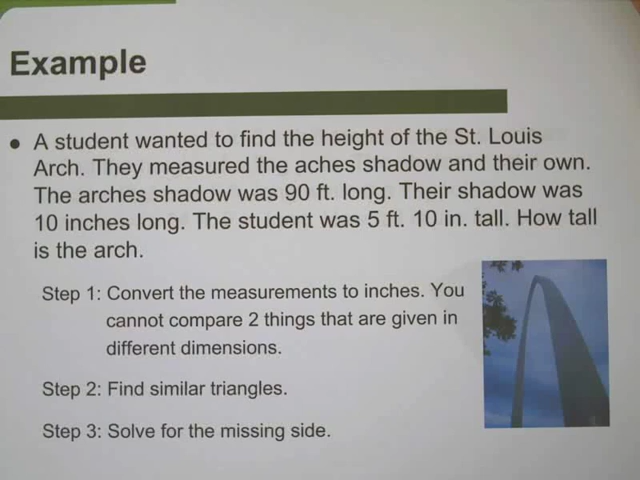 Example
● A student wanted to find the height of the St. Louis
Arch. They measured the aches shadow and their own.
The arches shadow was 90 ft. long. Their shadow was
10 inches long. The student was 5 ft. 10 in. tall. How tall
is the arch.
Step 1: Convert the measurements to inches. You
cannot compare 2 things that are given in
different dimensions.
Step 2: Find similar triangles.
Step 3: Solve for the missing side.